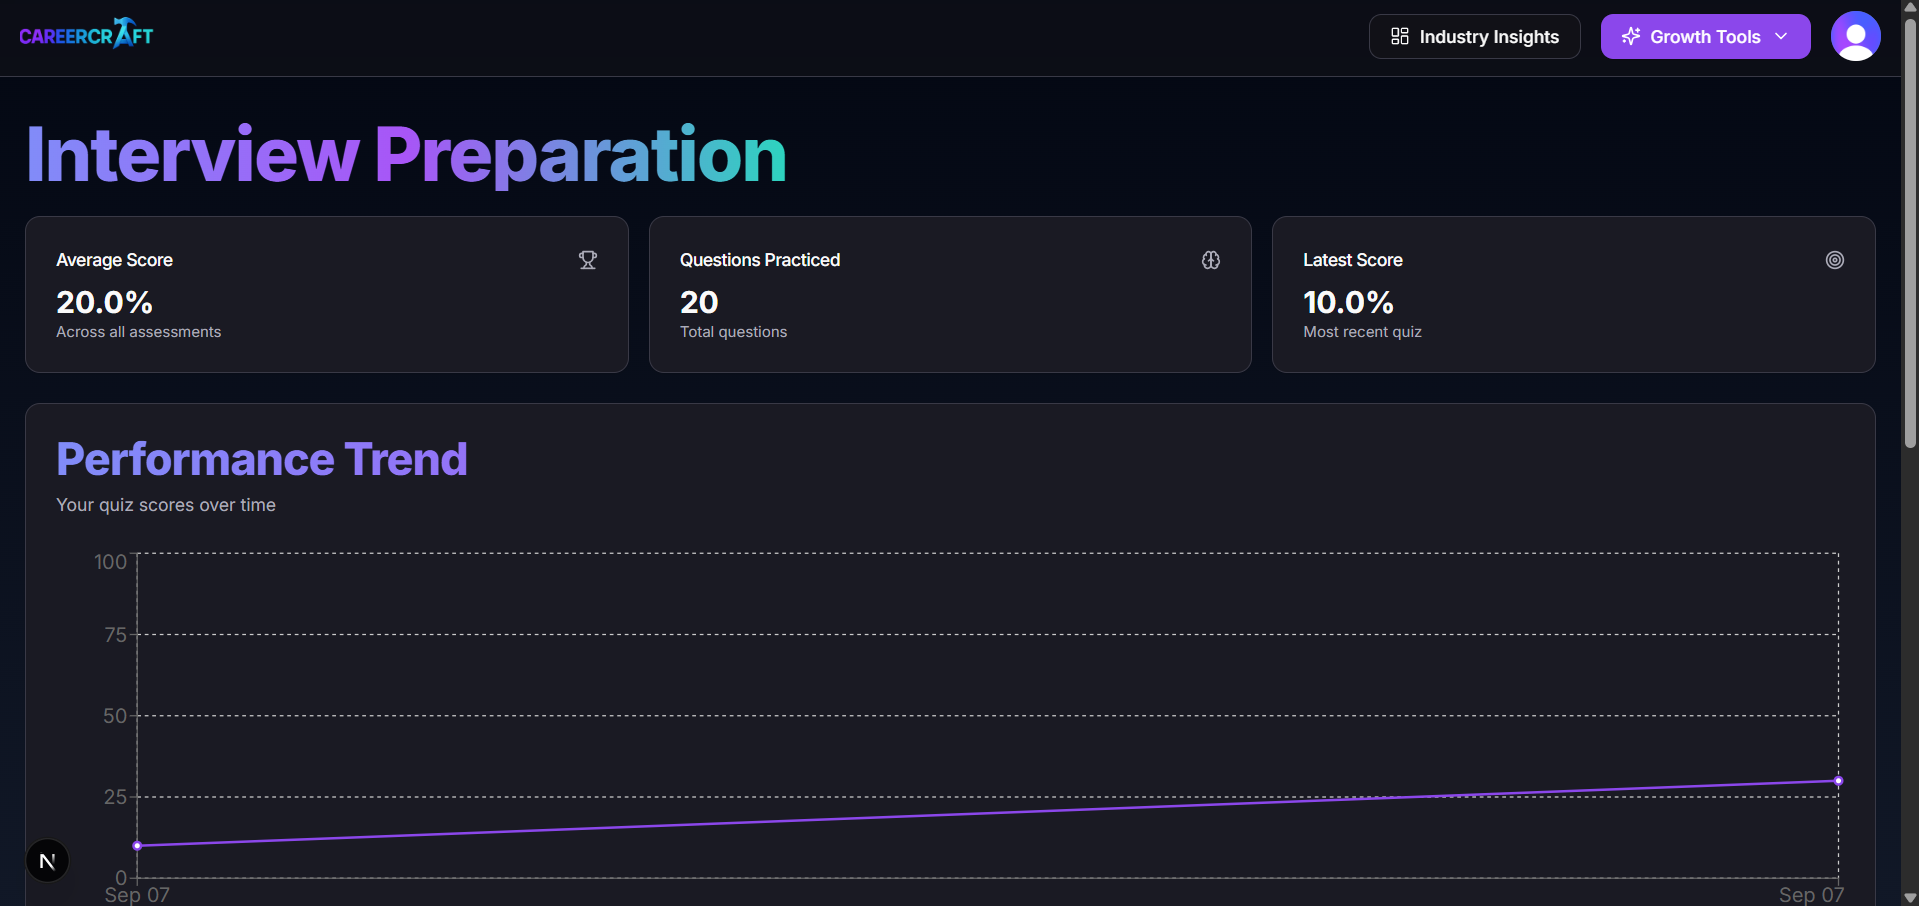 CAREERCRAFT
Industry Insights
Growth Tools
Interview Preparation
Average Score
20.0%
Across all assessments
Questions Practiced
20
Total questions
Latest Score
10.0%
Most recent quiz
Performance Trend
Your quiz scores over time
100
75
50
25
0
Sep 07
Sep 07
N